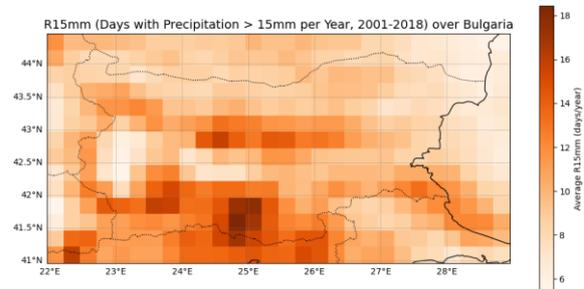 R15mm (Days with Precipitation > 15mm per Year, 2001-2018) over Bulgaria
44°N
43.5°N
43°N
42.5°N
42°N
41.5°N
41°N
22°E 23°E 24°E 25°E 26°E 27°E 28°E
18
16
14
12
10
8
6
Average R15mm (days/year)